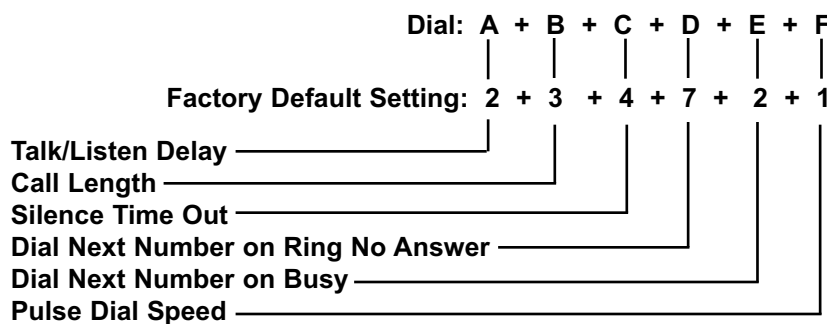 Dial: A + B + C + D + E + F
Factory Default Setting: 2 + 3 + 4 + 7 + 2 + 1
Talk/Listen Delay
Call Length
Silence Time Out
Dial Next Number on Ring No Answer
Dial Next Number on Busy
Pulse Dial Speed